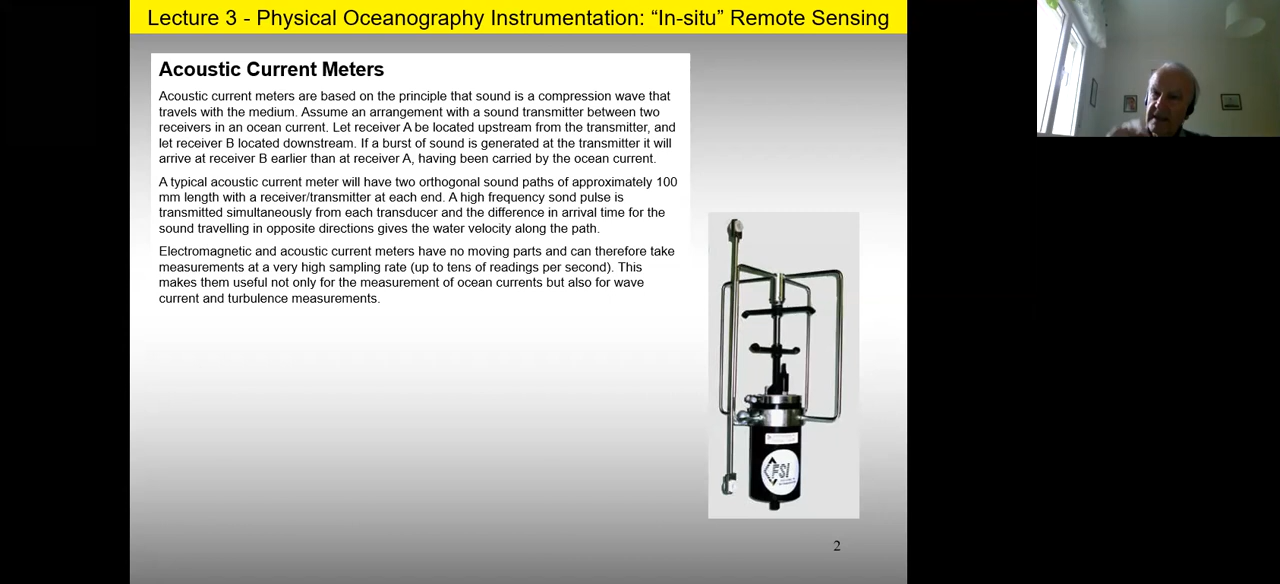 Lecture 3 - Physical Oceanography Instrumentation: “In-situ” Remote Sensing
Acoustic Current Meters
Acoustic current meters are based on the principle that sound is a compression wave that
travels with the medium. Assume an arrangement with a sound transmitter between two
receivers in an ocean current. Let receiver A be located upstream from the transmitter, and
let receiver B located downstream. If a burst of sound is generated at the transmitter it will
arrive at receiver B earlier than at receiver A, having been carried by the ocean current.
A typical acoustic current meter will have two orthogonal sound paths of approximately 100
mm length with a receiver/transmitter at each end. A high frequency sond pulse is
transmitted simultaneously from each transducer and the difference in arrival time for the
sound travelling in opposite directions gives the water velocity along the path.
Electromagnetic and acoustic current meters have no moving parts and can therefore take
measurements at a very high sampling rate (up to tens of readings per second). This
makes them useful not only for the measurement of ocean currents but also for wave
current and turbulence measurements.
FSI
2